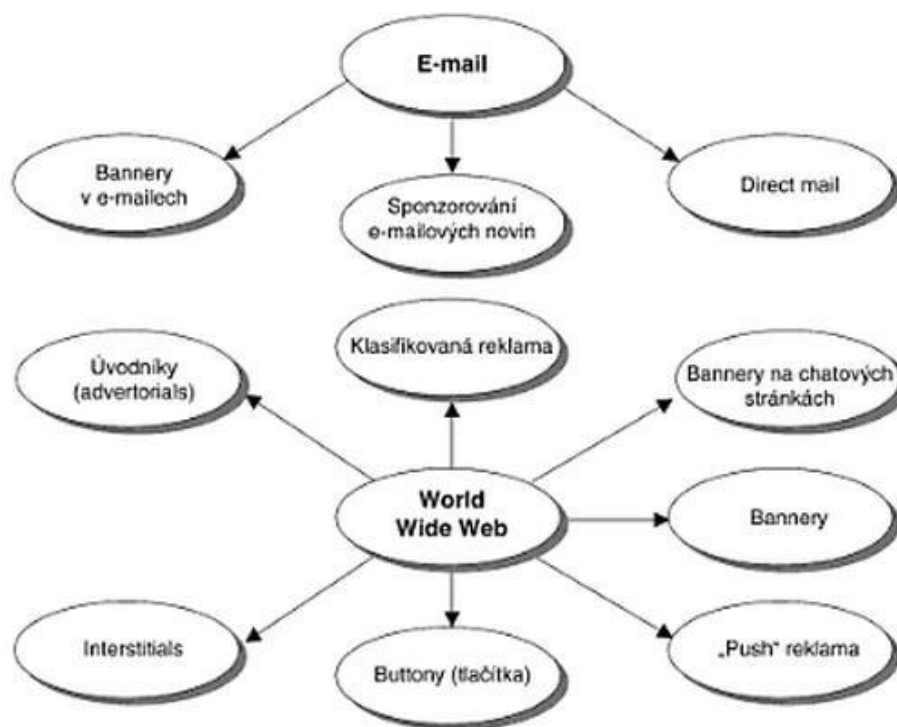 E-mail
Bannery
v e-mailech
Sponzorování
e-mailových novin
Direct mail
Klasifikovaná reklama
Úvodníky
(advertorials)
Bannery na chatových
stránkách
World
Wide Web
Bannery
Interstitials
Buttony (tlačítka)
„Push“ reklama